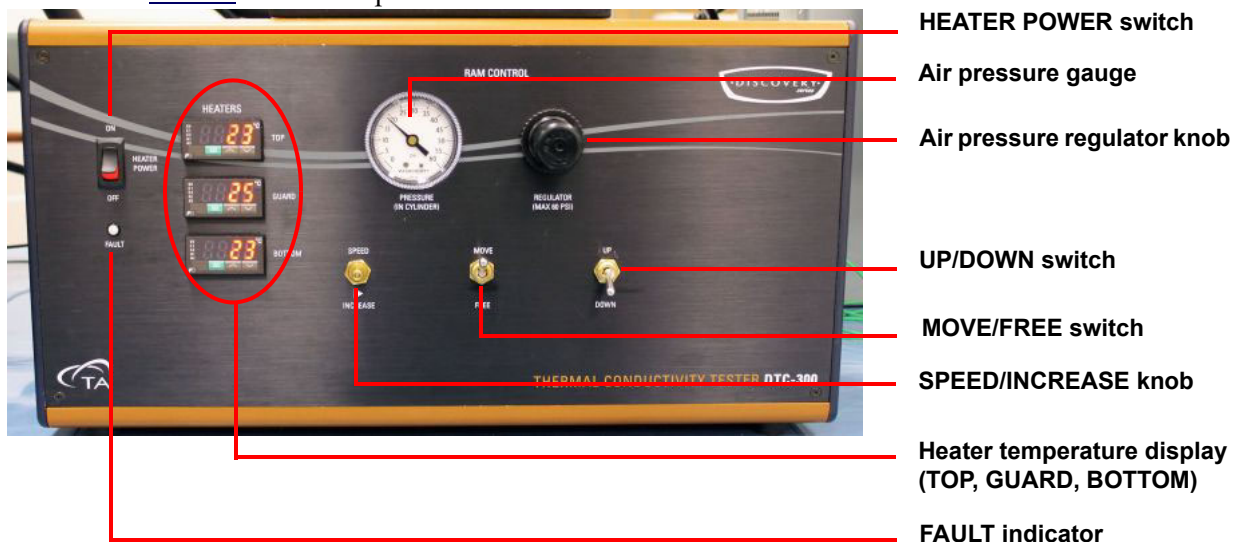 HEATER POWER switch
Air pressure gauge
Air pressure regulator knob
UP/DOWN switch
MOVE/FREE switch
SPEED/INCREASE knob
Heater temperature display
(TOP, GUARD, BOTTOM)
FAULT indicator
RAM CONTROL
DISCOVERY
HEATERS
ON
HEATER
POWER
OFF
FAULT
23 °C
TOP
25 °C
GUARD
23 °C
BOTTOM
PRESSURE
(IN CYLINDER)
REGULATOR
(MAX 60 PSI)
SPEED
INCREASE
MOVE
FREE
UP
DOWN
TA
THERMAL CONDUCTIVITY TESTER DTC-300